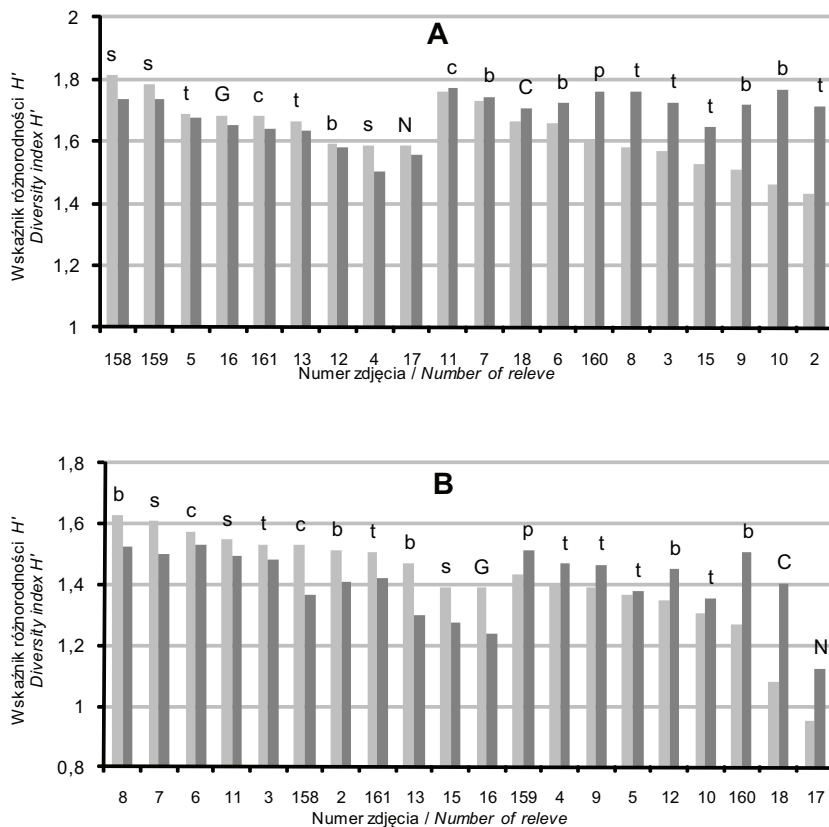 A
Wskaźnik różnorodności H'
Diversity index H'
2
1,8
1,6
1,4
1,2
1
s s t G c t b s N c b C b p t t t b b t
158 159 5 16 161 13 12 4 17 11 7 18 6 160 8 3 15 9 10 2
Numer zdjęcia / Number of releve
B
Wskaźnik różnorodności H'
Diversity index H'
1,8
1,6
1,4
1,2
1
0,8
b s c s t c b t b s G p t t t b t b C N
8 7 6 11 3 158 2 161 13 15 16 159 4 9 5 12 10 160 18 17
Numer zdjęcia / Number of releve